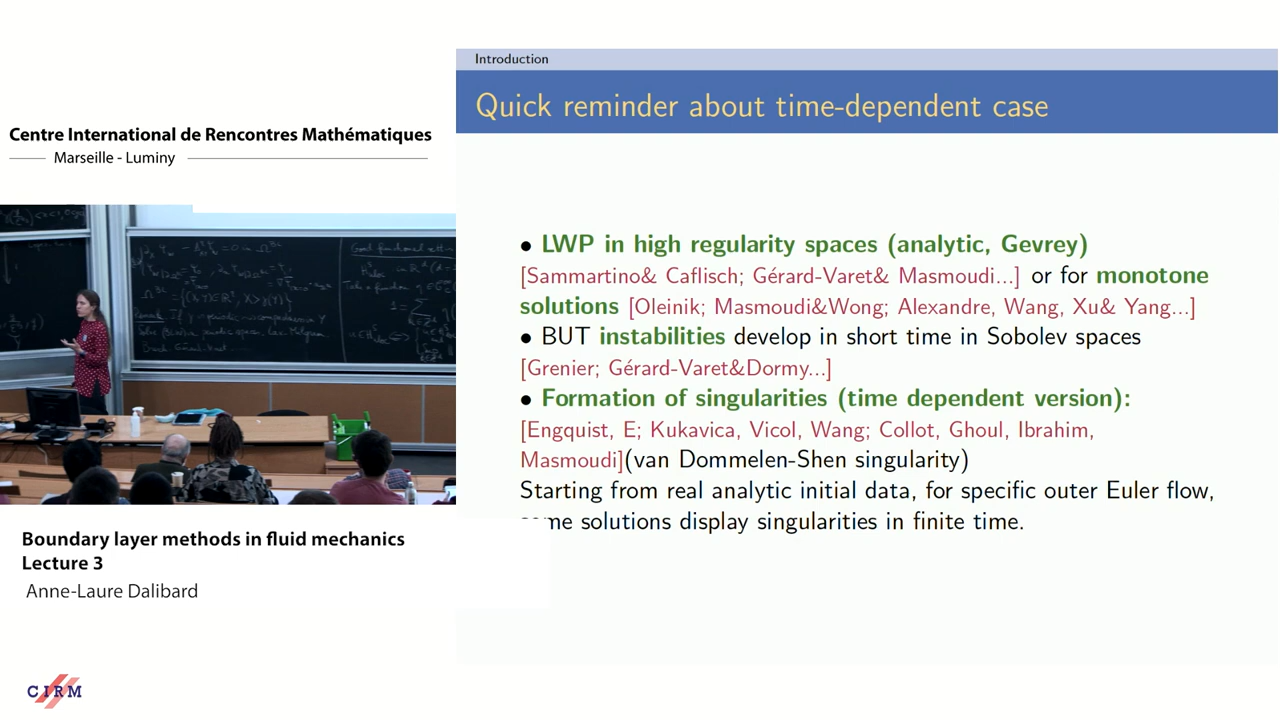 Centre International de Rencontres Mathématiques
Marseille - Luminy
Boundary layer methods in fluid mechanics
Lecture 3
Anne-Laure Dalibard
CIRM
Introduction
Quick reminder about time-dependent case
• LWP in high regularity spaces (analytic, Gevrey)
[Sammartino& Caflisch; Gérard-Varet& Masmoudi...] or for monotone
solutions [Oleinik; Masmoudi&Wong; Alexandre, Wang, Xu& Yang...]
• BUT instabilities develop in short time in Sobolev spaces
[Grenier; Gérard-Varet&Dormy...]
• Formation of singularities (time dependent version):
[Engquist, E; Kukavica, Vicol, Wang; Collot, Ghoul, Ibrahim,
Masmoudi](van Dommelen-Shen singularity)
Starting from real analytic initial data, for specific outer Euler flow,
some solutions display singularities in finite time.